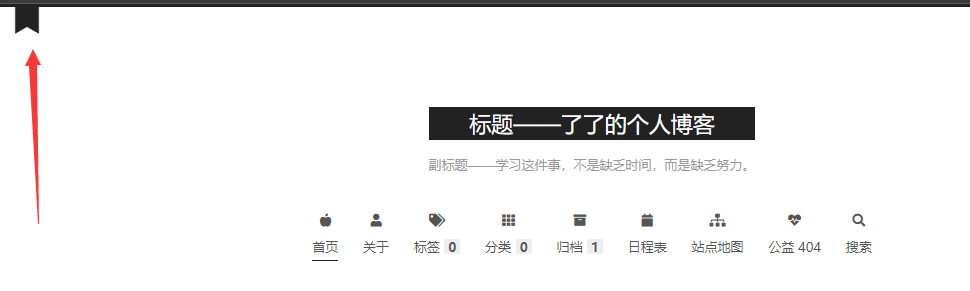 标题——了了的个人博客
副标题——学习这件事，不是缺乏时间，而是缺乏努力。
首页 关于 标签 0 分类 0 归档 1 日程表 站点地图 公益 404 搜索